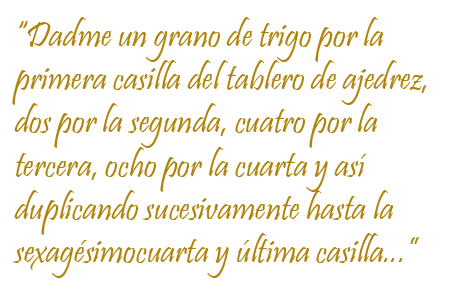 "Dadme un grano de trigo por la
primera casilla del tablero de ajedrez,
dos por la segunda, cuatro por la
tercera, ocho por la cuarta y así
duplicando sucesivamente hasta la
sexagésimocuarta y última casilla..."